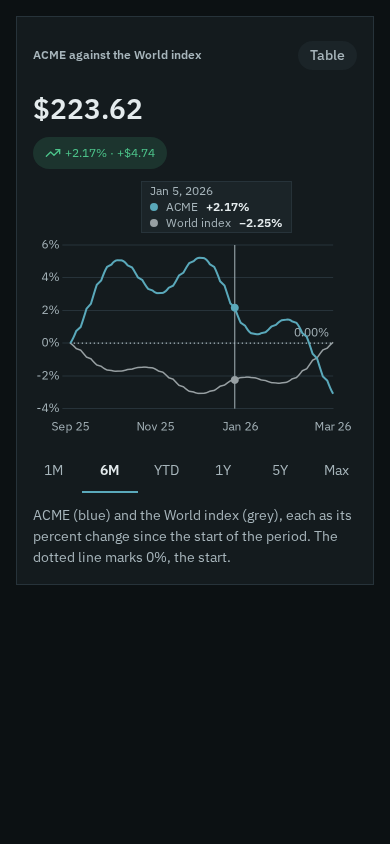 ACME against the World index
Table
$223.62
+2.17% · +$4.74
Jan 5, 2026
ACME +2.17%
World index −2.25%
6%
4%
2%
0%
-2%
-4%
0.00%
Sep 25
Nov 25
Jan 26
Mar 26
1M
6M
YTD
1Y
5Y
Max
ACME (blue) and the World index (grey), each as its
percent change since the start of the period. The
dotted line marks 0%, the start.